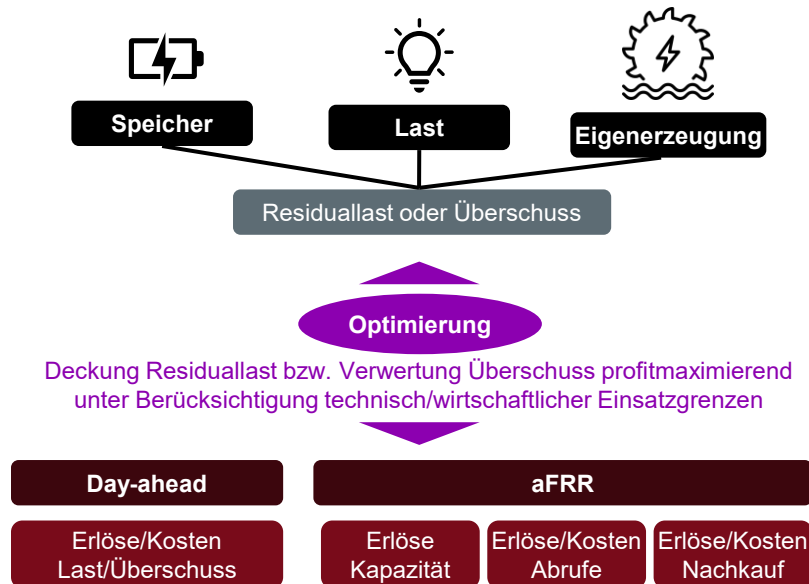 Speicher
Last
Eigenerzeugung
Residuallast oder Überschuss
Optimierung
Deckung Residuallast bzw. Verwertung Überschuss profitmaximierend
unter Berücksichtigung technisch/wirtschaftlicher Einsatzgrenzen
Day-ahead
aFRR
Erlöse/Kosten
Last/Überschuss
Erlöse
Kapazität
Erlöse/Kosten
Abrufe
Erlöse/Kosten
Nachkauf